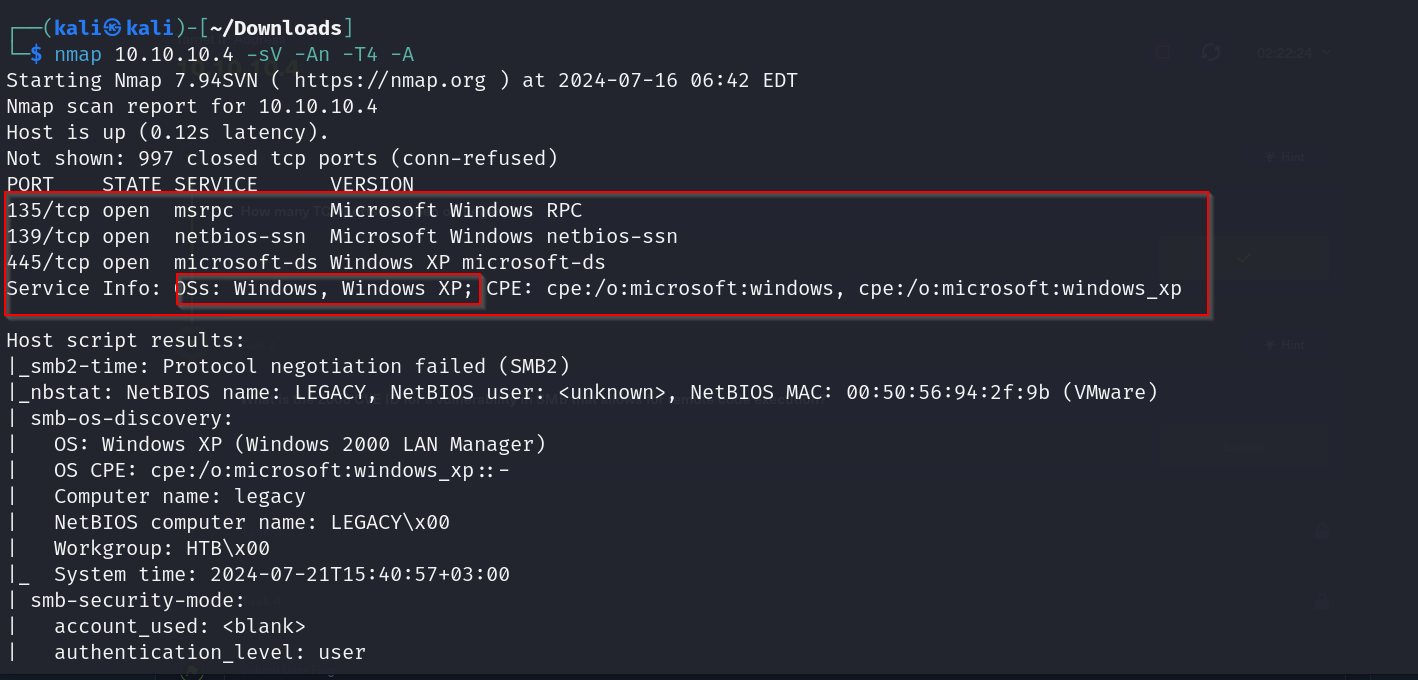 ┌──(kali㉿kali)-[~/Downloads]
└─$ nmap 10.10.10.4 -sV -An -T4 -A
02:22:24
Starting Nmap 7.94SVN ( https://nmap.org ) at 2024-07-16 06:42 EDT
Nmap scan report for 10.10.10.4
Host is up (0.12s latency).
Not shown: 997 closed tcp ports (conn-refused)
Hint
PORT    STATE SERVICE      VERSION
135/tcp open  msrpc        Microsoft Windows RPC
How many
139/tcp open  netbios-ssn  Microsoft Windows netbios-ssn
445/tcp open  microsoft-ds Windows XP microsoft-ds
Service Info: OSs: Windows, Windows XP; CPE: cpe:/o:microsoft:windows, cpe:/o:microsoft:windows_xp
Host script results:
Hint
|_smb2-time: Protocol negotiation failed (SMB2)
|_nbstat: NetBIOS name: LEGACY, NetBIOS user: <unknown>, NetBIOS MAC: 00:50:56:94:2f:9b (VMware)
| smb-os-discovery:
|   OS: Windows XP (Windows 2000 LAN Manager)
|   OS CPE: cpe:/o:microsoft:windows_xp::-
|   Computer name: legacy
|   NetBIOS computer name: LEGACY\x00
|   Workgroup: HTB\x00
|_  System time: 2024-07-21T15:40:57+03:00
| smb-security-mode:
|   account_used: <blank>
|   authentication_level: user